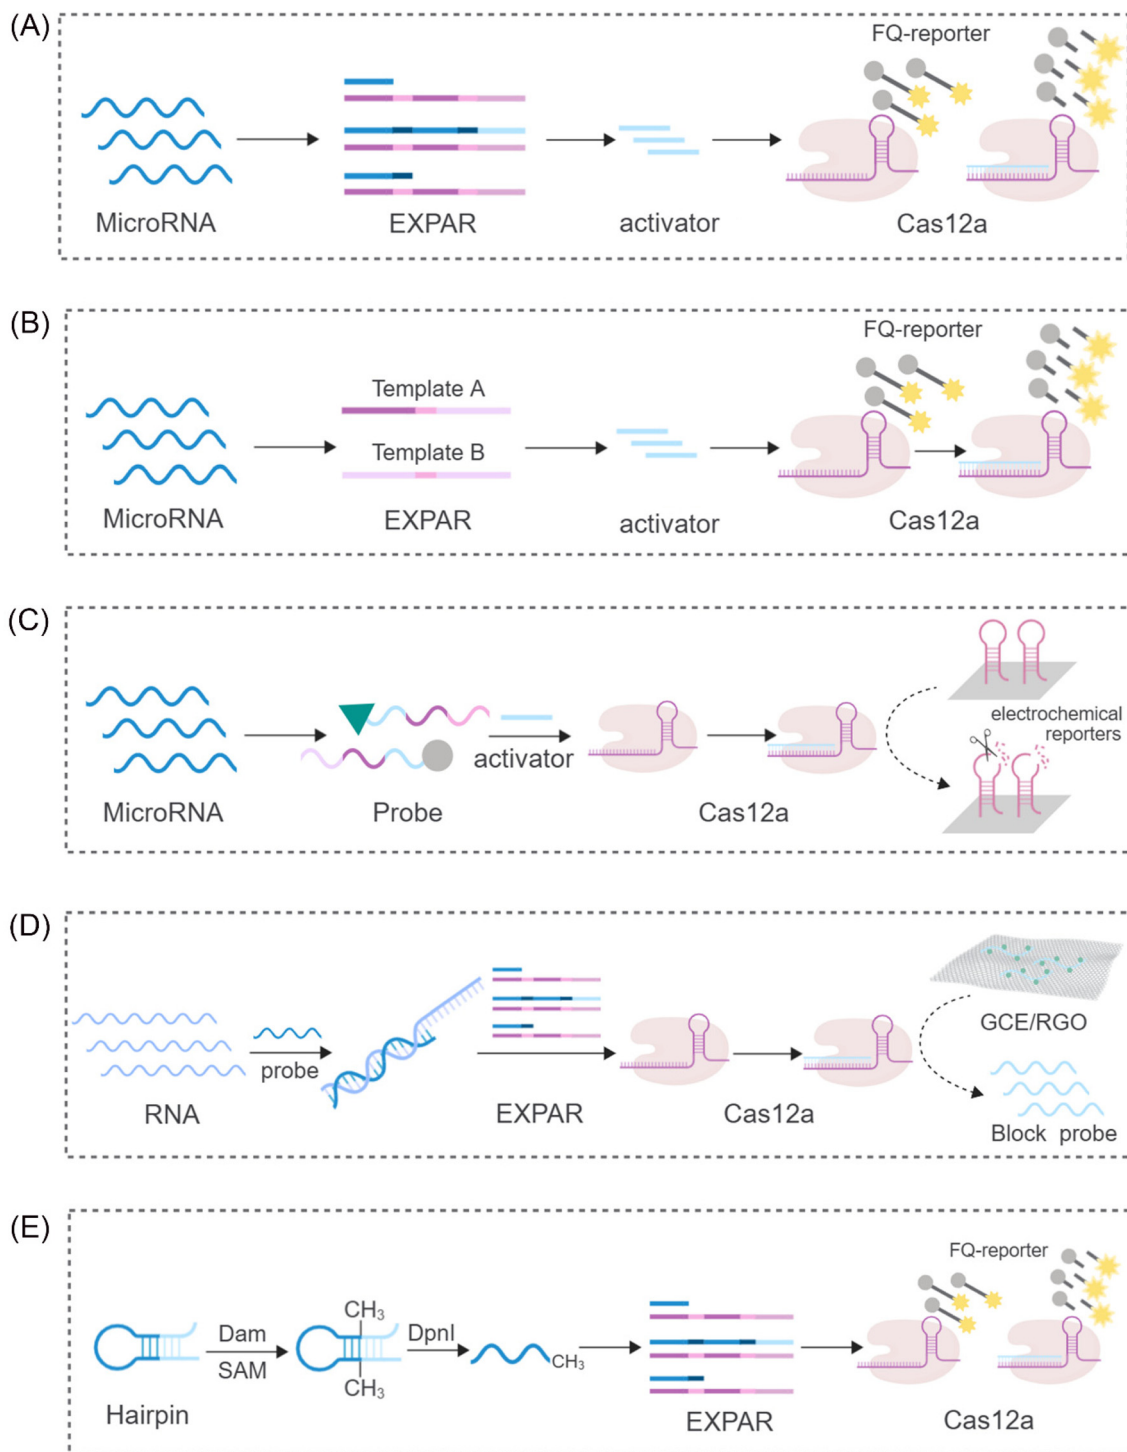 (A)
FQ-reporter
MicroRNA
EXPAR
activator
Cas12a
(B)
FQ-reporter
Template A
Template B
MicroRNA
EXPAR
activator
Cas12a
(C)
electrochemical
reporters
activator
MicroRNA
Probe
Cas12a
(D)
GCE/RGO
probe
RNA
EXPAR
Cas12a
Block probe
(E)
FQ-reporter
CH₃
Dam
DpnI
SAM
CH₃
CH₃
Hairpin
EXPAR
Cas12a